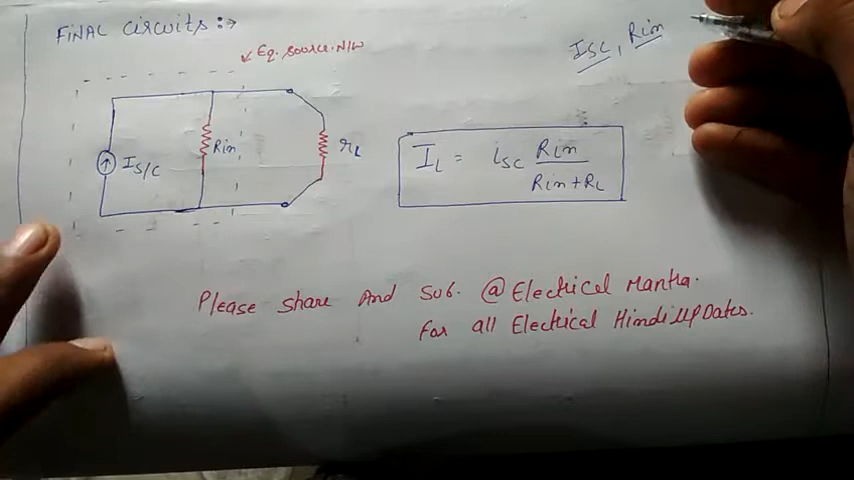 FINAL circuits :→
Isc, Rin
Eq. source. N/W
Is/c
Rin
rL
IL = isc Rin
Rin+RL
Please share And Sub. @Electrical Mantra.
For all Electrical Hindi UpDates.